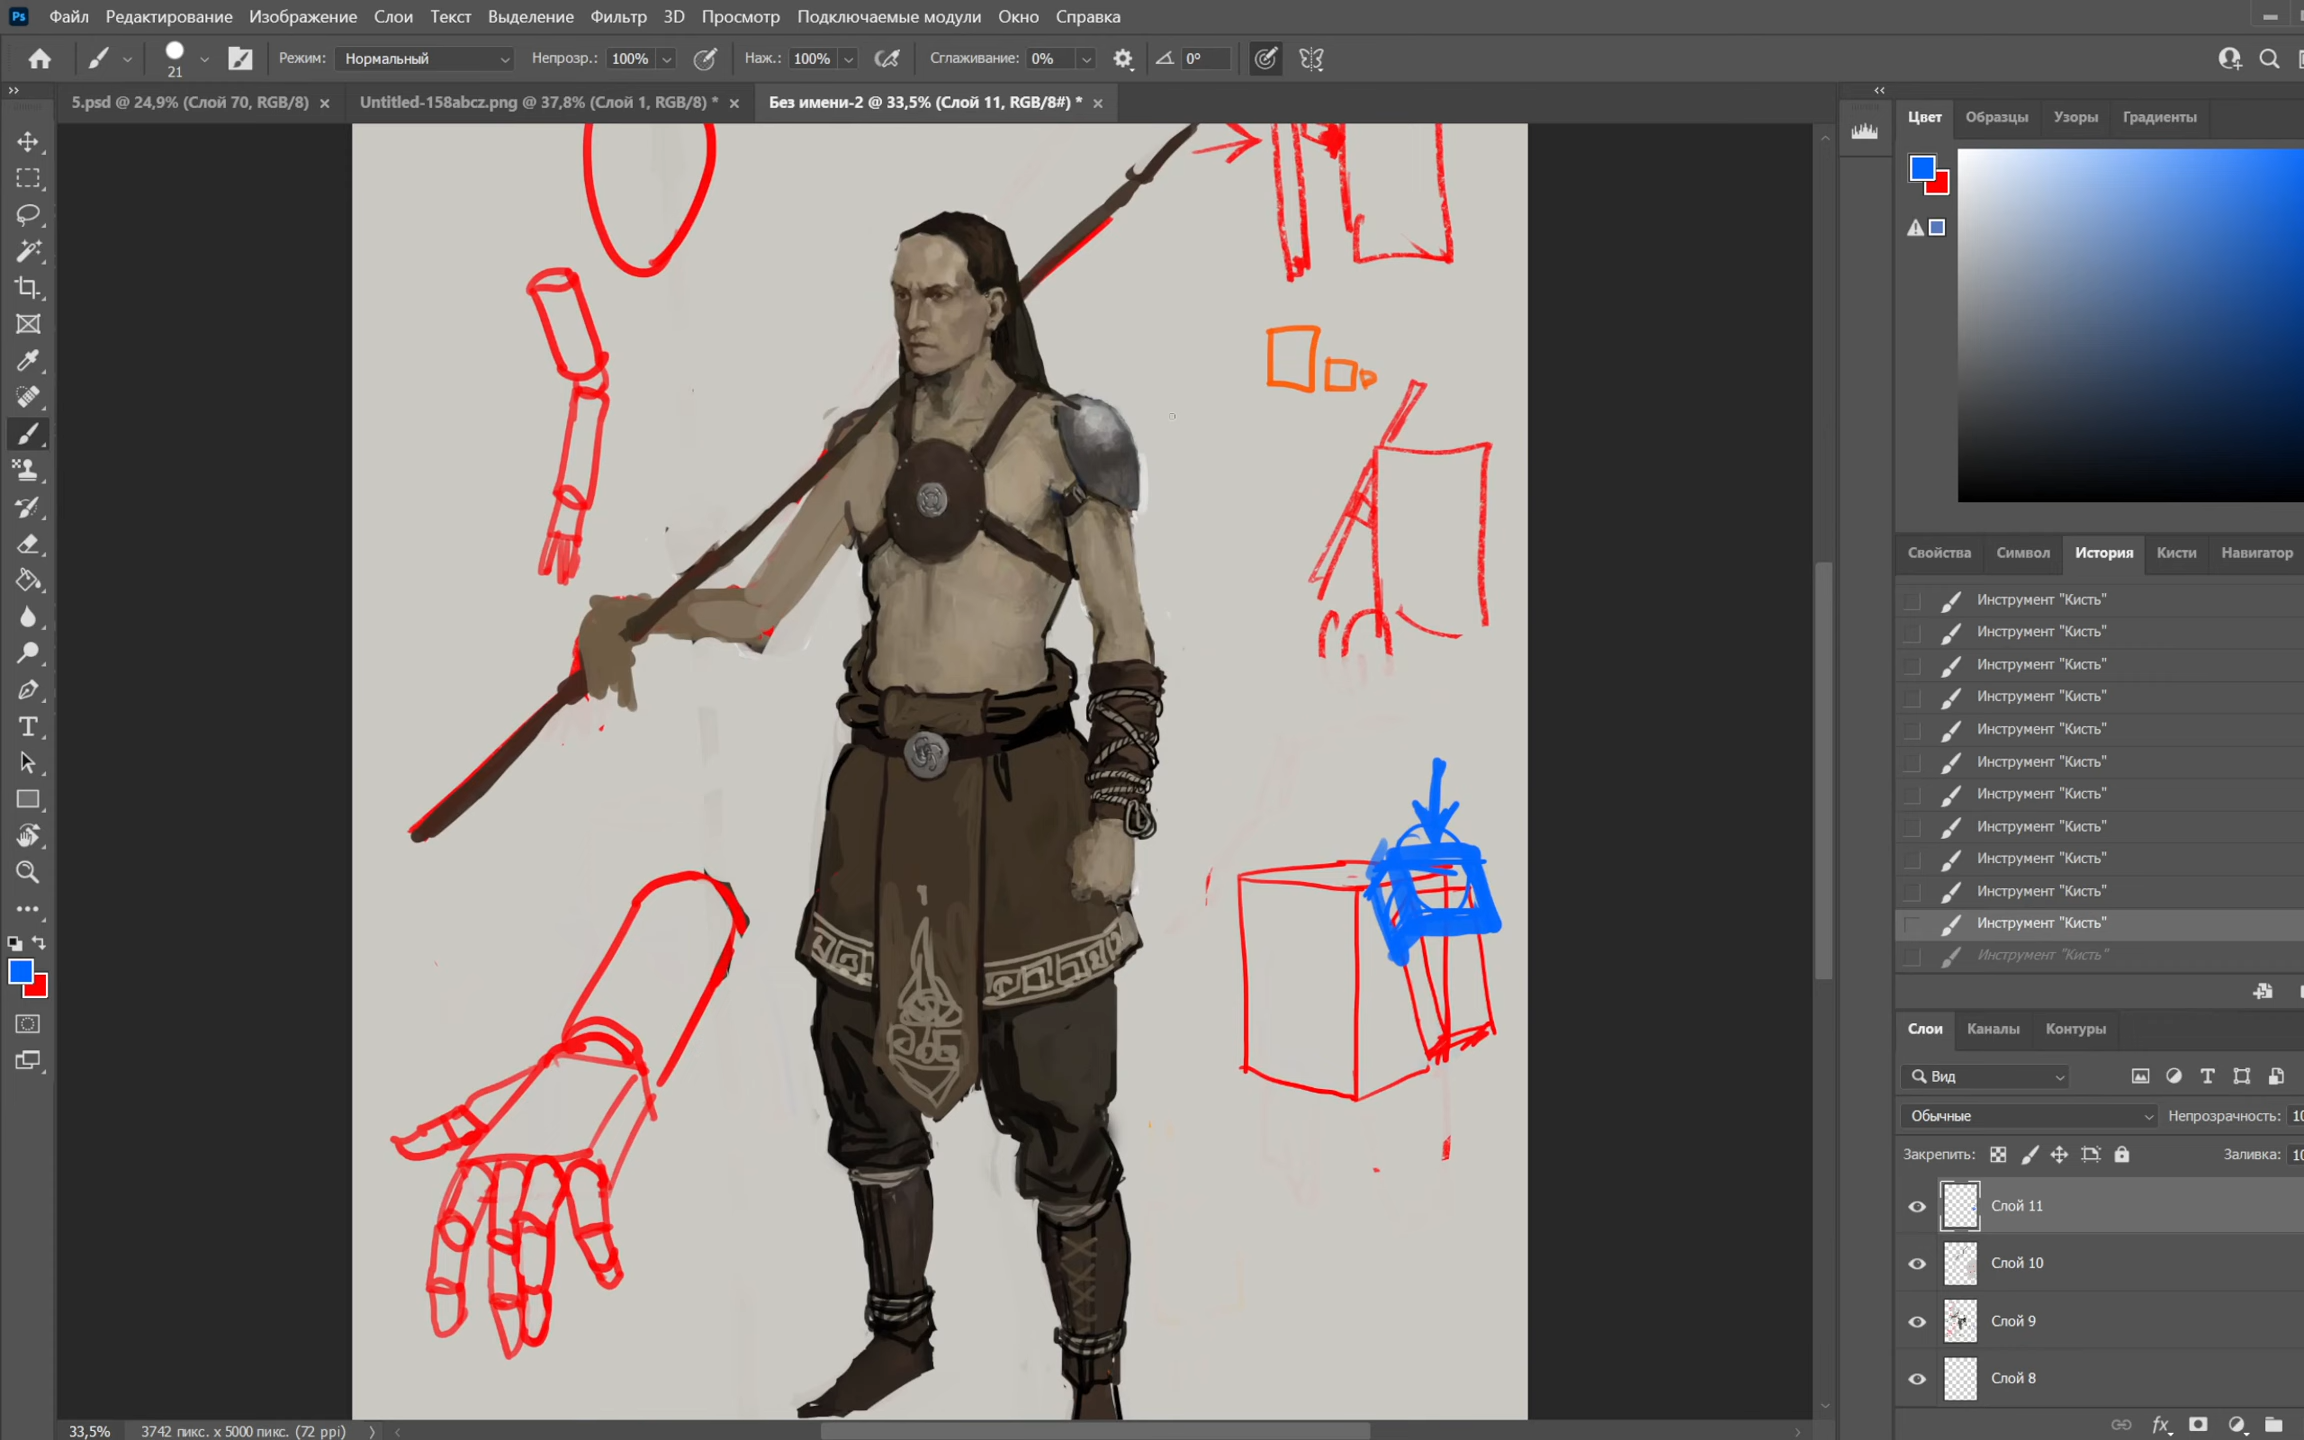 Ps Файл Редактирование Изображение Слои Текст Выделение Фильтр 3D Просмотр Подключаемые модули Окно Справка
21 Режим: Нормальный Непрозр.: 100% Наж.: 100% Сглаживание: 0% 0°
5.psd @ 24,9% (Слой 70, RGB/8) × Untitled-158abcz.png @ 37,8% (Слой 1, RGB/8) * × Без имени-2 @ 33,5% (Слой 11, RGB/8#) * ×
Цвет Образцы Узоры Градиенты
Свойства Символ История Кисти Навигатор
Инструмент "Кисть"
Инструмент "Кисть"
Инструмент "Кисть"
Инструмент "Кисть"
Инструмент "Кисть"
Инструмент "Кисть"
Инструмент "Кисть"
Инструмент "Кисть"
Инструмент "Кисть"
Инструмент "Кисть"
Инструмент "Кисть"
Инструмент "Кисть"
Слои Каналы Контуры
Вид
Обычные Непрозрачность: 10
Закрепить: Заливка: 10
Слой 11
Слой 10
Слой 9
Слой 8
fx
33,5% 3742 пикс. x 5000 пикс. (72 ppi)